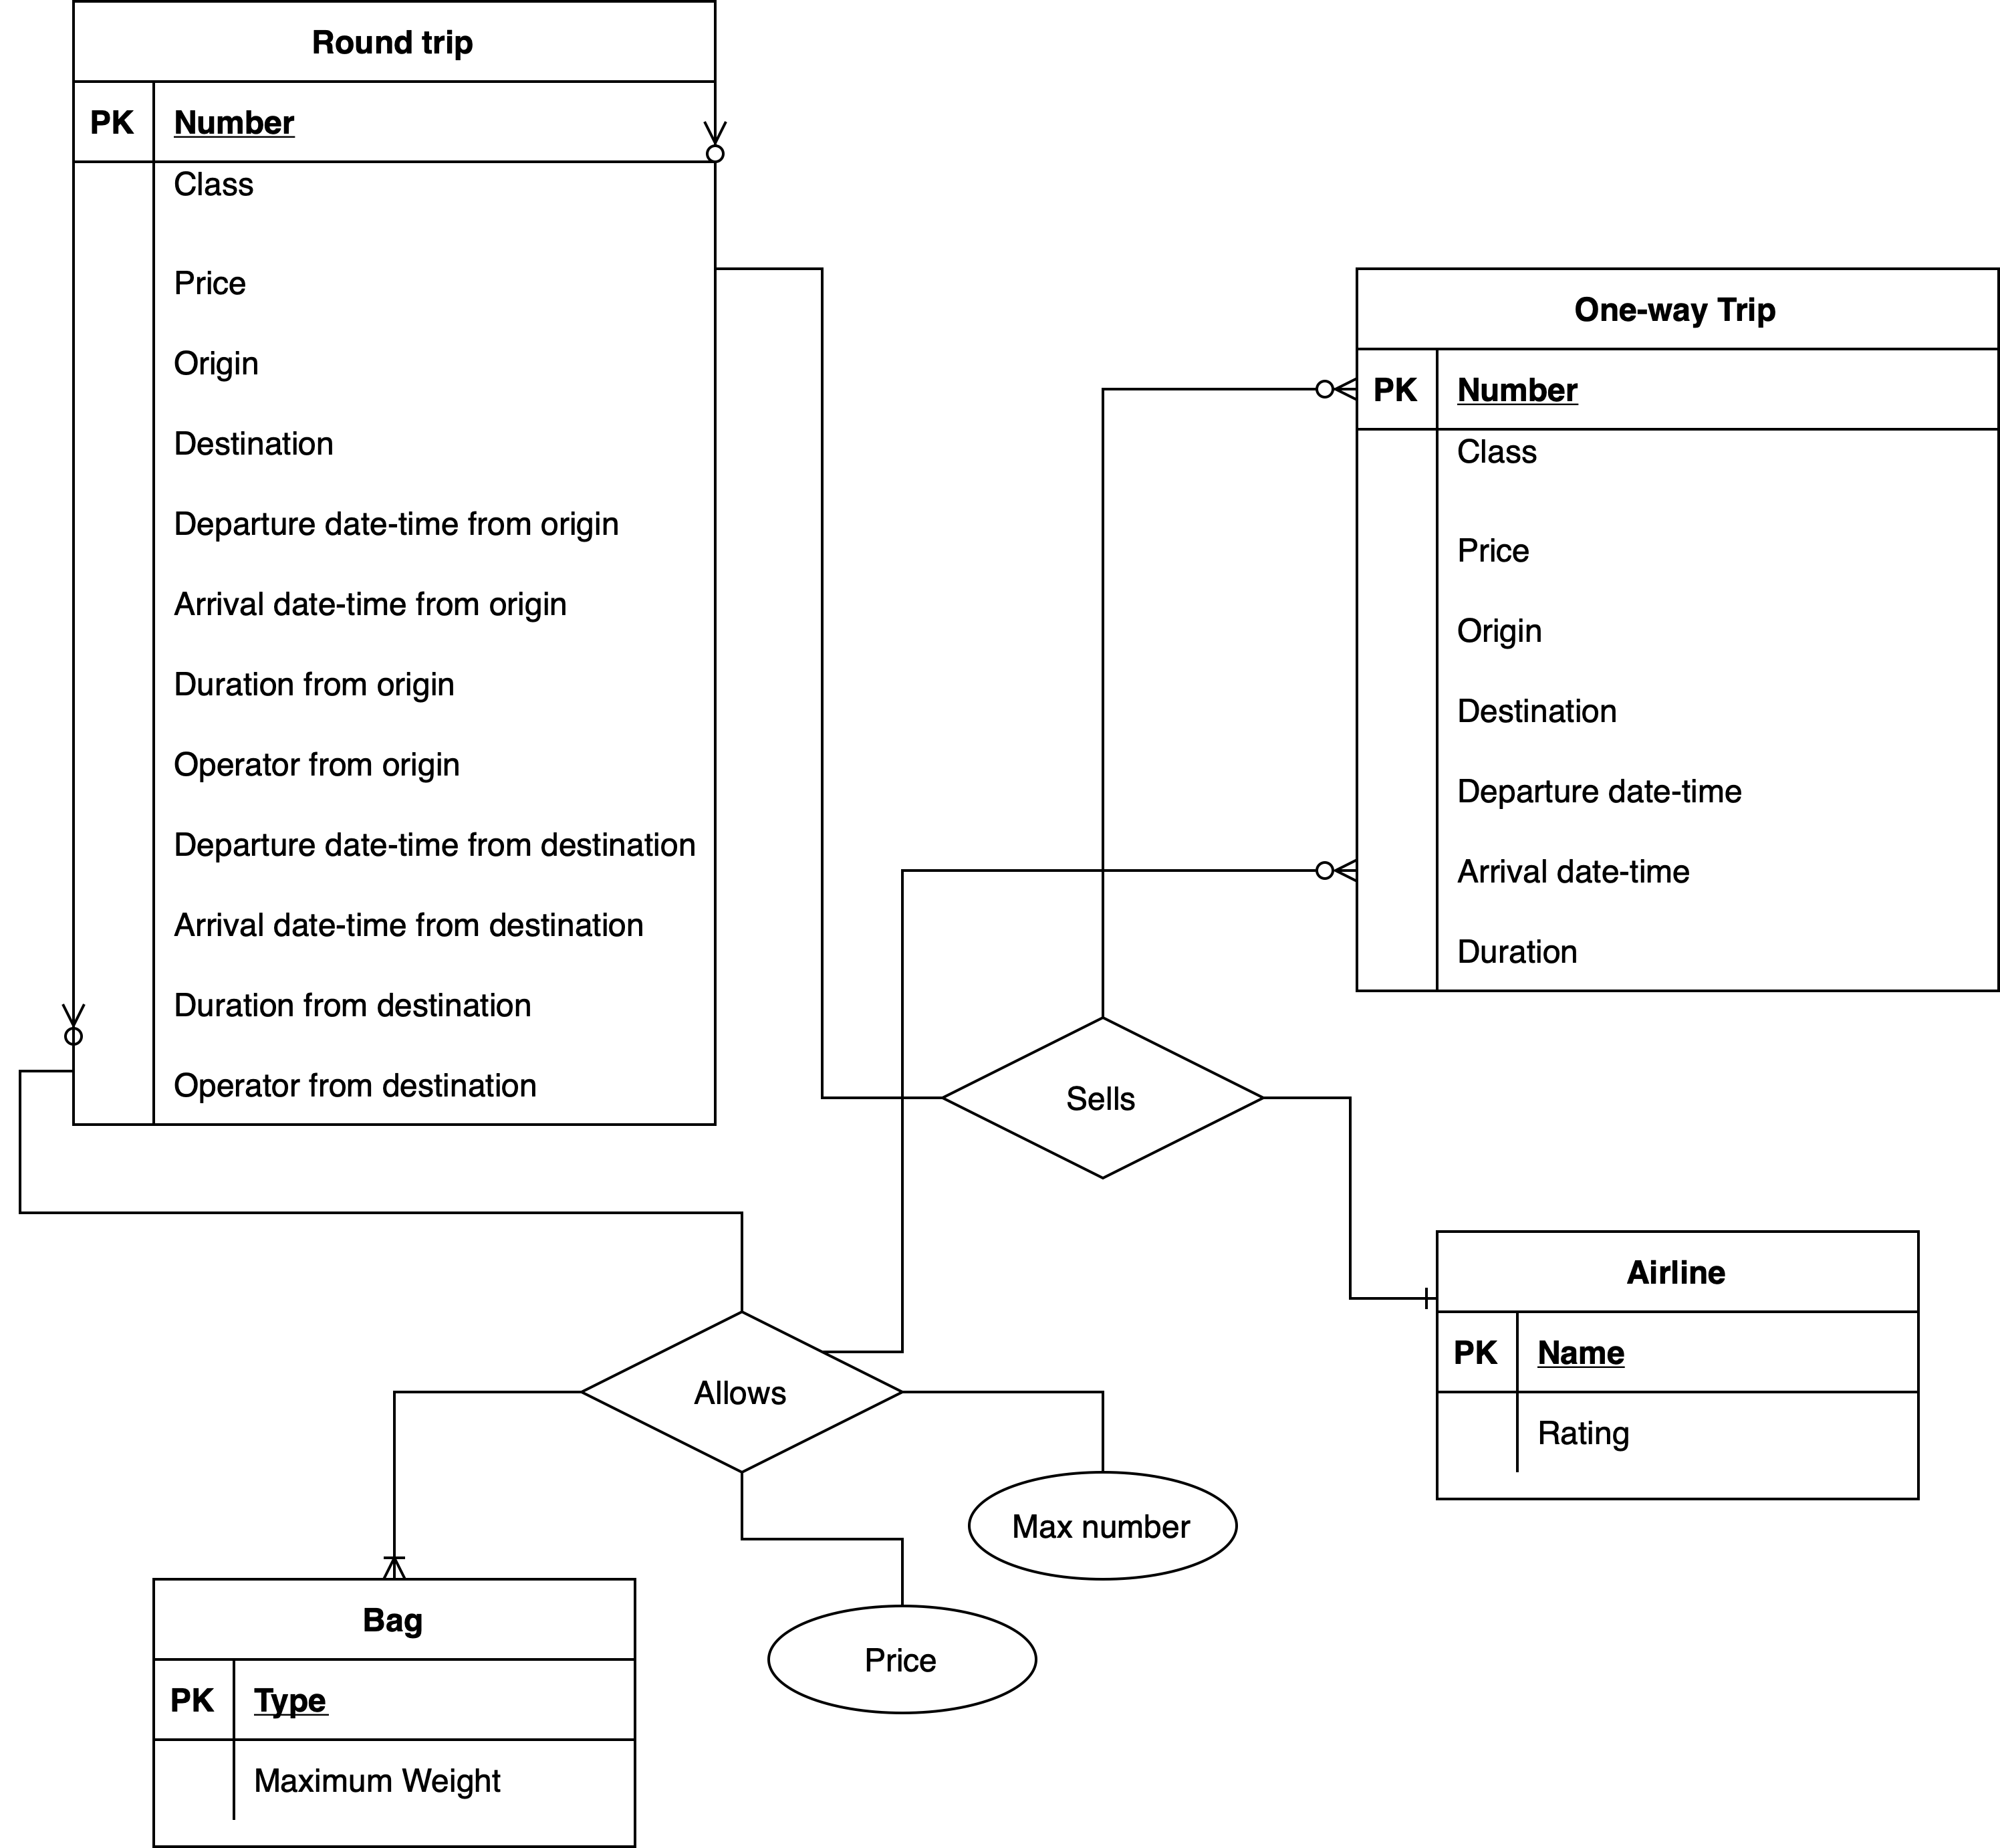 Round trip
PK Number
Class
Price
Origin
Destination
Departure date-time from origin
Arrival date-time from origin
Duration from origin
Operator from origin
Departure date-time from destination
Arrival date-time from destination
Duration from destination
Operator from destination
One-way Trip
PK Number
Class
Price
Origin
Destination
Departure date-time
Arrival date-time
Duration
Sells
Airline
PK Name
Rating
Allows
Max number
Price
Bag
PK Type
Maximum Weight